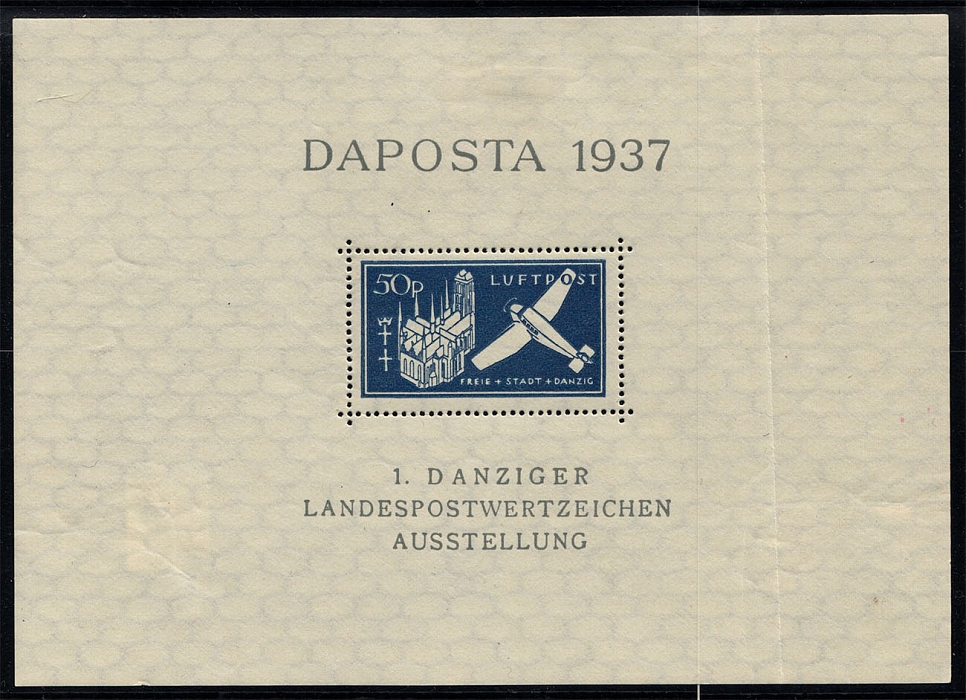 DAPOSTA 1937
50p LUFTPOST
FREIE + STADT + DANZIG
1. DANZIGER
LANDESPOSTWERTZEICHEN
AUSSTELLUNG